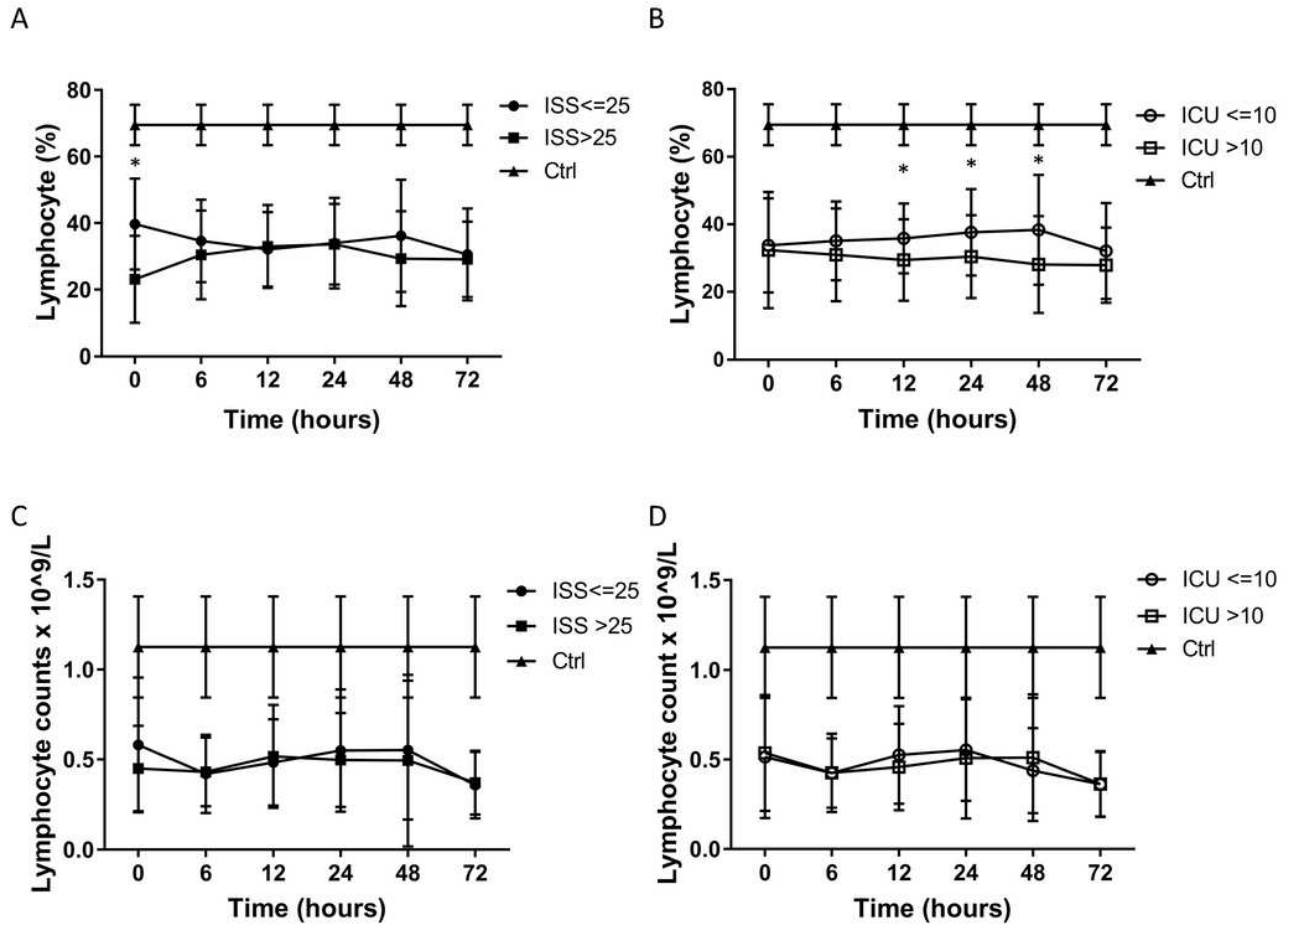 A
Lymphocyte (%)
80
60
40
20
0
*
0 6 12 24 48 72
Time (hours)
ISS<=25
ISS>25
Ctrl
B
Lymphocyte (%)
80
60
40
20
0
* * *
0 6 12 24 48 72
Time (hours)
ICU <=10
ICU >10
Ctrl
C
Lymphocyte counts x 10^9/L
1.5
1.0
0.5
0.0
0 6 12 24 48 72
Time (hours)
ISS<=25
ISS >25
Ctrl
D
Lymphocyte count x 10^9/L
1.5
1.0
0.5
0.0
0 6 12 24 48 72
Time (hours)
ICU <=10
ICU >10
Ctrl